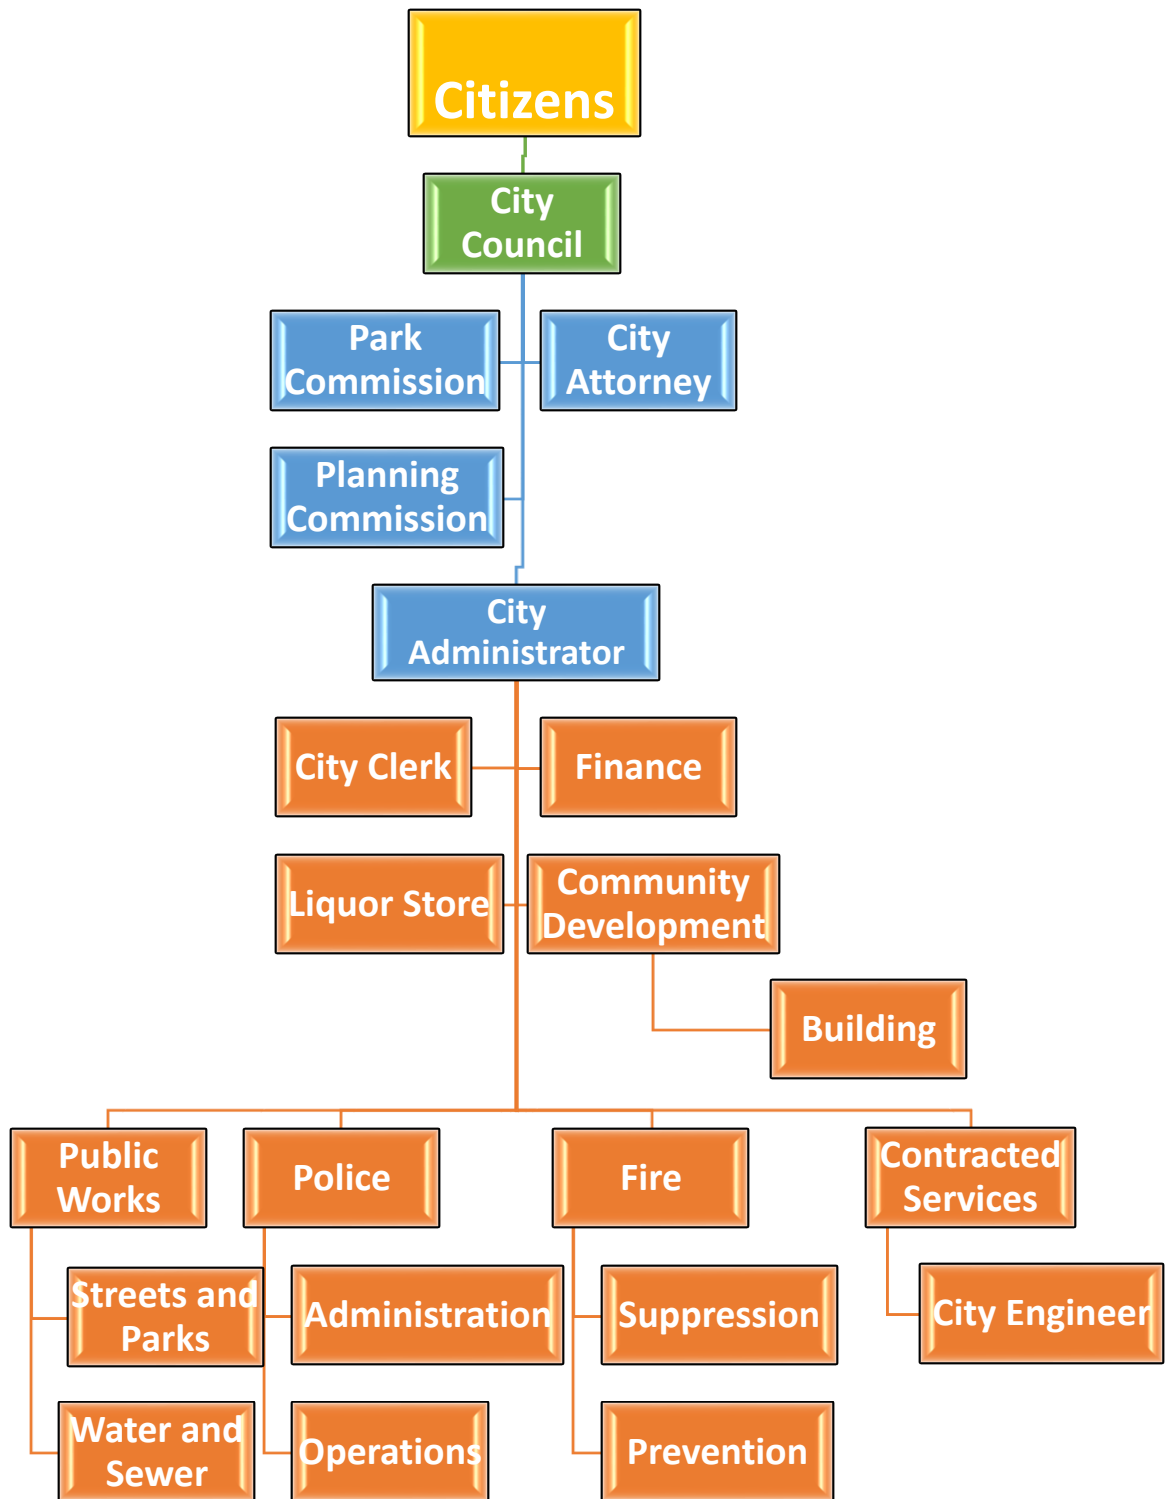 Citizens
City
Council
Park
Commission
City
Attorney
Planning
Commission
City
Administrator
City Clerk
Finance
Liquor Store
Community
Development
Building
Public
Works
Police
Fire
Contracted
Services
Streets and
Parks
Administration
Suppression
City Engineer
Water and
Sewer
Operations
Prevention